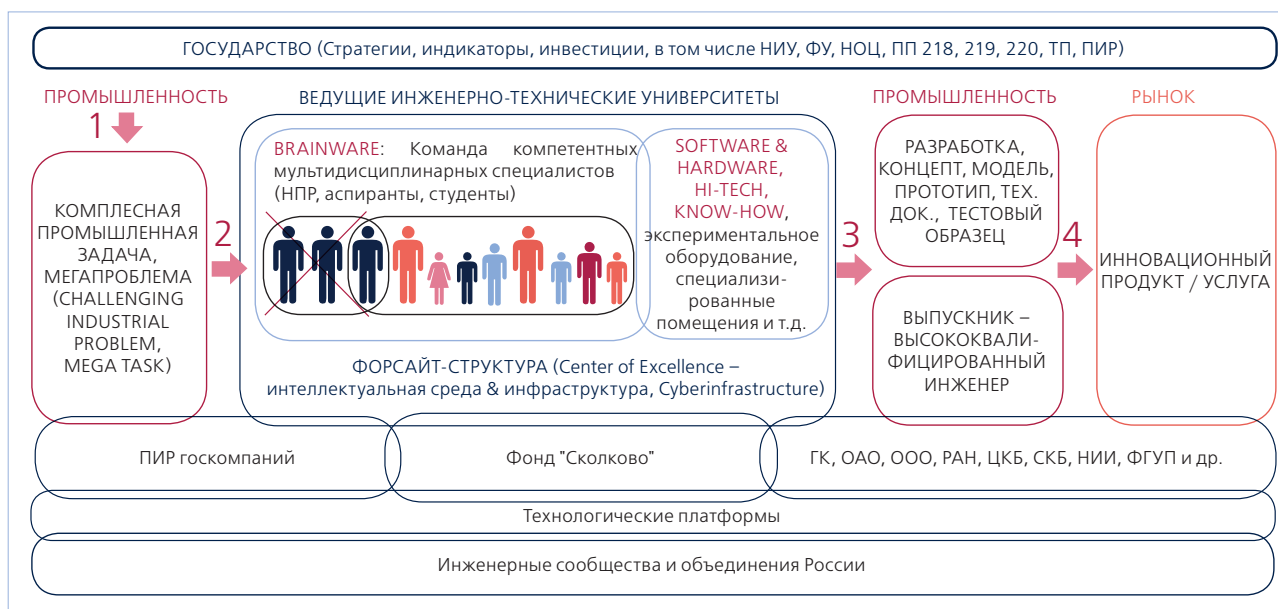 ГОСУДАРСТВО (Стратегии, индикаторы, инвестиции, в том числе НИУ, ФУ, НОЦ, ПП 218, 219, 220, ТП, ПИР)
ПРОМЫШЛЕННОСТЬ
1
КОМПЛЕСНАЯ
ПРОМЫШЛЕННАЯ
ЗАДАЧА,
МЕГАПРОБЛЕМА
(CHALLENGING
INDUSTRIAL
PROBLEM,
MEGA TASK)
2
ВЕДУЩИЕ ИНЖЕНЕРНО-ТЕХНИЧЕСКИЕ УНИВЕРСИТЕТЫ
BRAINWARE: Команда компетентных
мультидисциплинарных специалистов
(НПР, аспиранты, студенты)
SOFTWARE &
HARDWARE,
HI-TECH,
KNOW-HOW,
экспериментальное
оборудование,
специализи-
рованные
помещения и т.д.
ФОРСАЙТ-СТРУКТУРА (Center of Excellence –
интеллектуальная среда & инфраструктура, Cyberinfrastructure)
3
ПРОМЫШЛЕННОСТЬ
РАЗРАБОТКА,
КОНЦЕПТ, МОДЕЛЬ,
ПРОТОТИП, ТЕХ.
ДОК., ТЕСТОВЫЙ
ОБРАЗЕЦ
ВЫПУСКНИК –
ВЫСОКОКВАЛИ-
ФИЦИРОВАННЫЙ
ИНЖЕНЕР
4
РЫНОК
ИННОВАЦИОННЫЙ
ПРОДУКТ / УСЛУГА
ПИР госкомпаний
Фонд "Сколково"
ГК, ОАО, ООО, РАН, ЦКБ, СКБ, НИИ, ФГУП и др.
Технологические платформы
Инженерные сообщества и объединения России